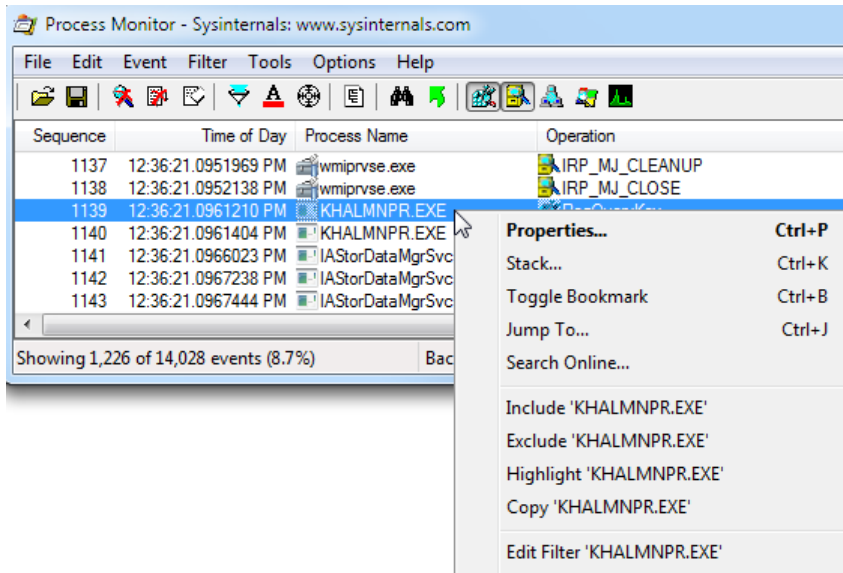 Process Monitor - Sysinternals: www.sysinternals.com
File Edit Event Filter Tools Options Help
Sequence Time of Day Process Name Operation
1137 12:36:21.0951969 PM wmiprvse.exe IRP_MJ_CLEANUP
1138 12:36:21.0952138 PM wmiprvse.exe IRP_MJ_CLOSE
1139 12:36:21.0961210 PM KHALMNPR.EXE
1140 12:36:21.0961404 PM KHALMNPR.EXE
1141 12:36:21.0966023 PM IAStorDataMgrSvc
1142 12:36:21.0967238 PM IAStorDataMgrSvc
1143 12:36:21.0967444 PM IAStorDataMgrSvc
Showing 1,226 of 14,028 events (8.7%) Bac
Properties... Ctrl+P
Stack... Ctrl+K
Toggle Bookmark Ctrl+B
Jump To... Ctrl+J
Search Online...
Include 'KHALMNPR.EXE'
Exclude 'KHALMNPR.EXE'
Highlight 'KHALMNPR.EXE'
Copy 'KHALMNPR.EXE'
Edit Filter 'KHALMNPR.EXE'